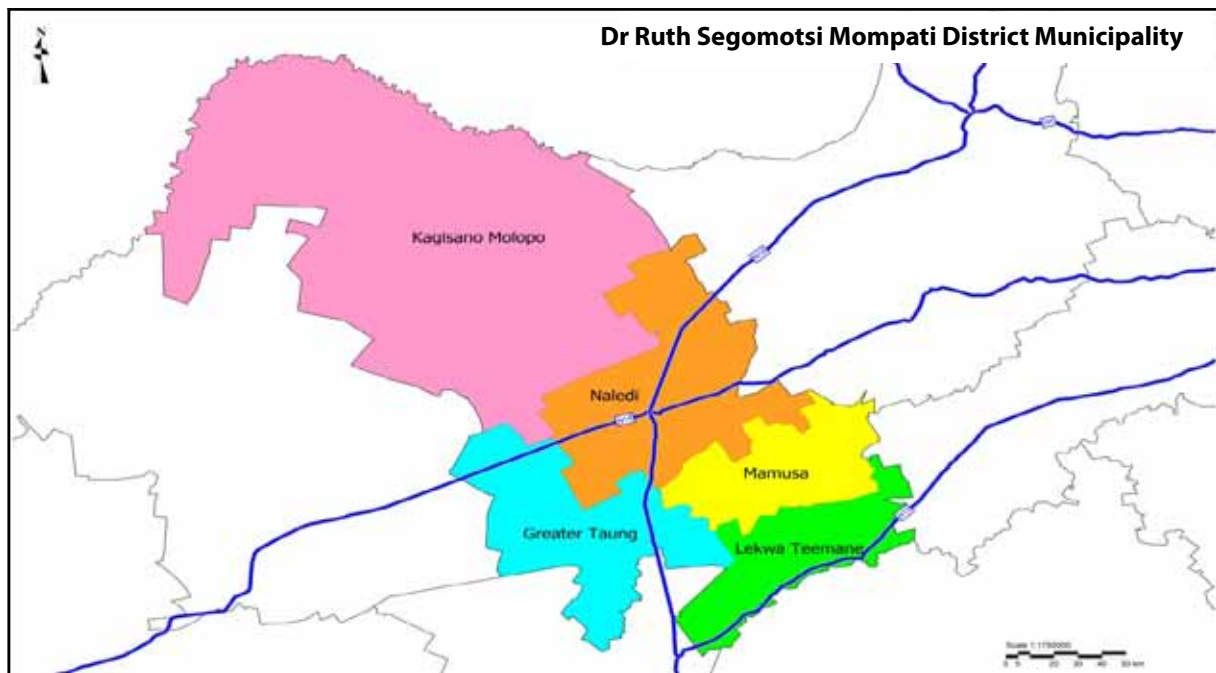 Dr Ruth Segomotsi Mompati District Municipality
N
Kagisano Molopo
Naledi
Mamusa
Greater Taung
Lekwa Teemane